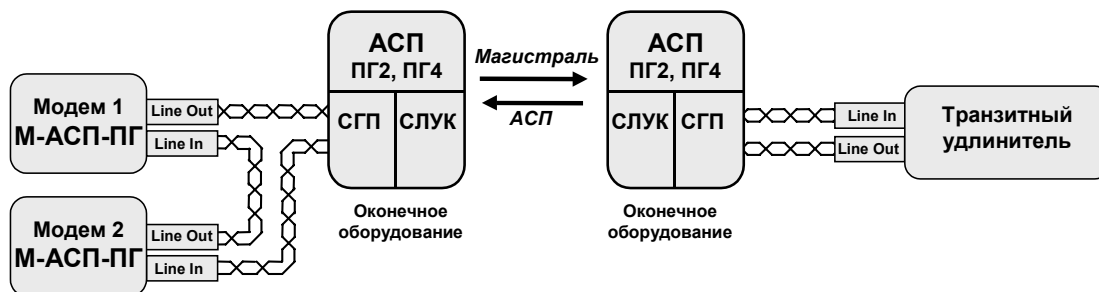 Модем 1
М-АСП-ПГ
Line Out
Line In
Модем 2
М-АСП-ПГ
Line Out
Line In
АСП
ПГ2, ПГ4
СГП
СЛУК
Оконечное
оборудование
Магистраль
АСП
АСП
ПГ2, ПГ4
СЛУК
СГП
Оконечное
оборудование
Line In
Line Out
Транзитный
удлинитель